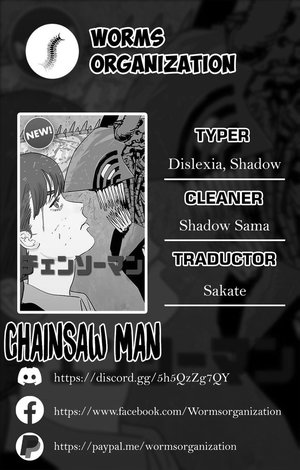 WORMS
ORGANIZATION
NEW!
チェンソーマン
TYPER
Dislexia, Shadow
CLEANER
Shadow Sama
TRADUCTOR
Sakate
CHAINSAW MAN
https://discord.gg/5h5QzZg7QY
https://www.facebook.com/Wormsorganization
https://paypal.me/wormsorganization